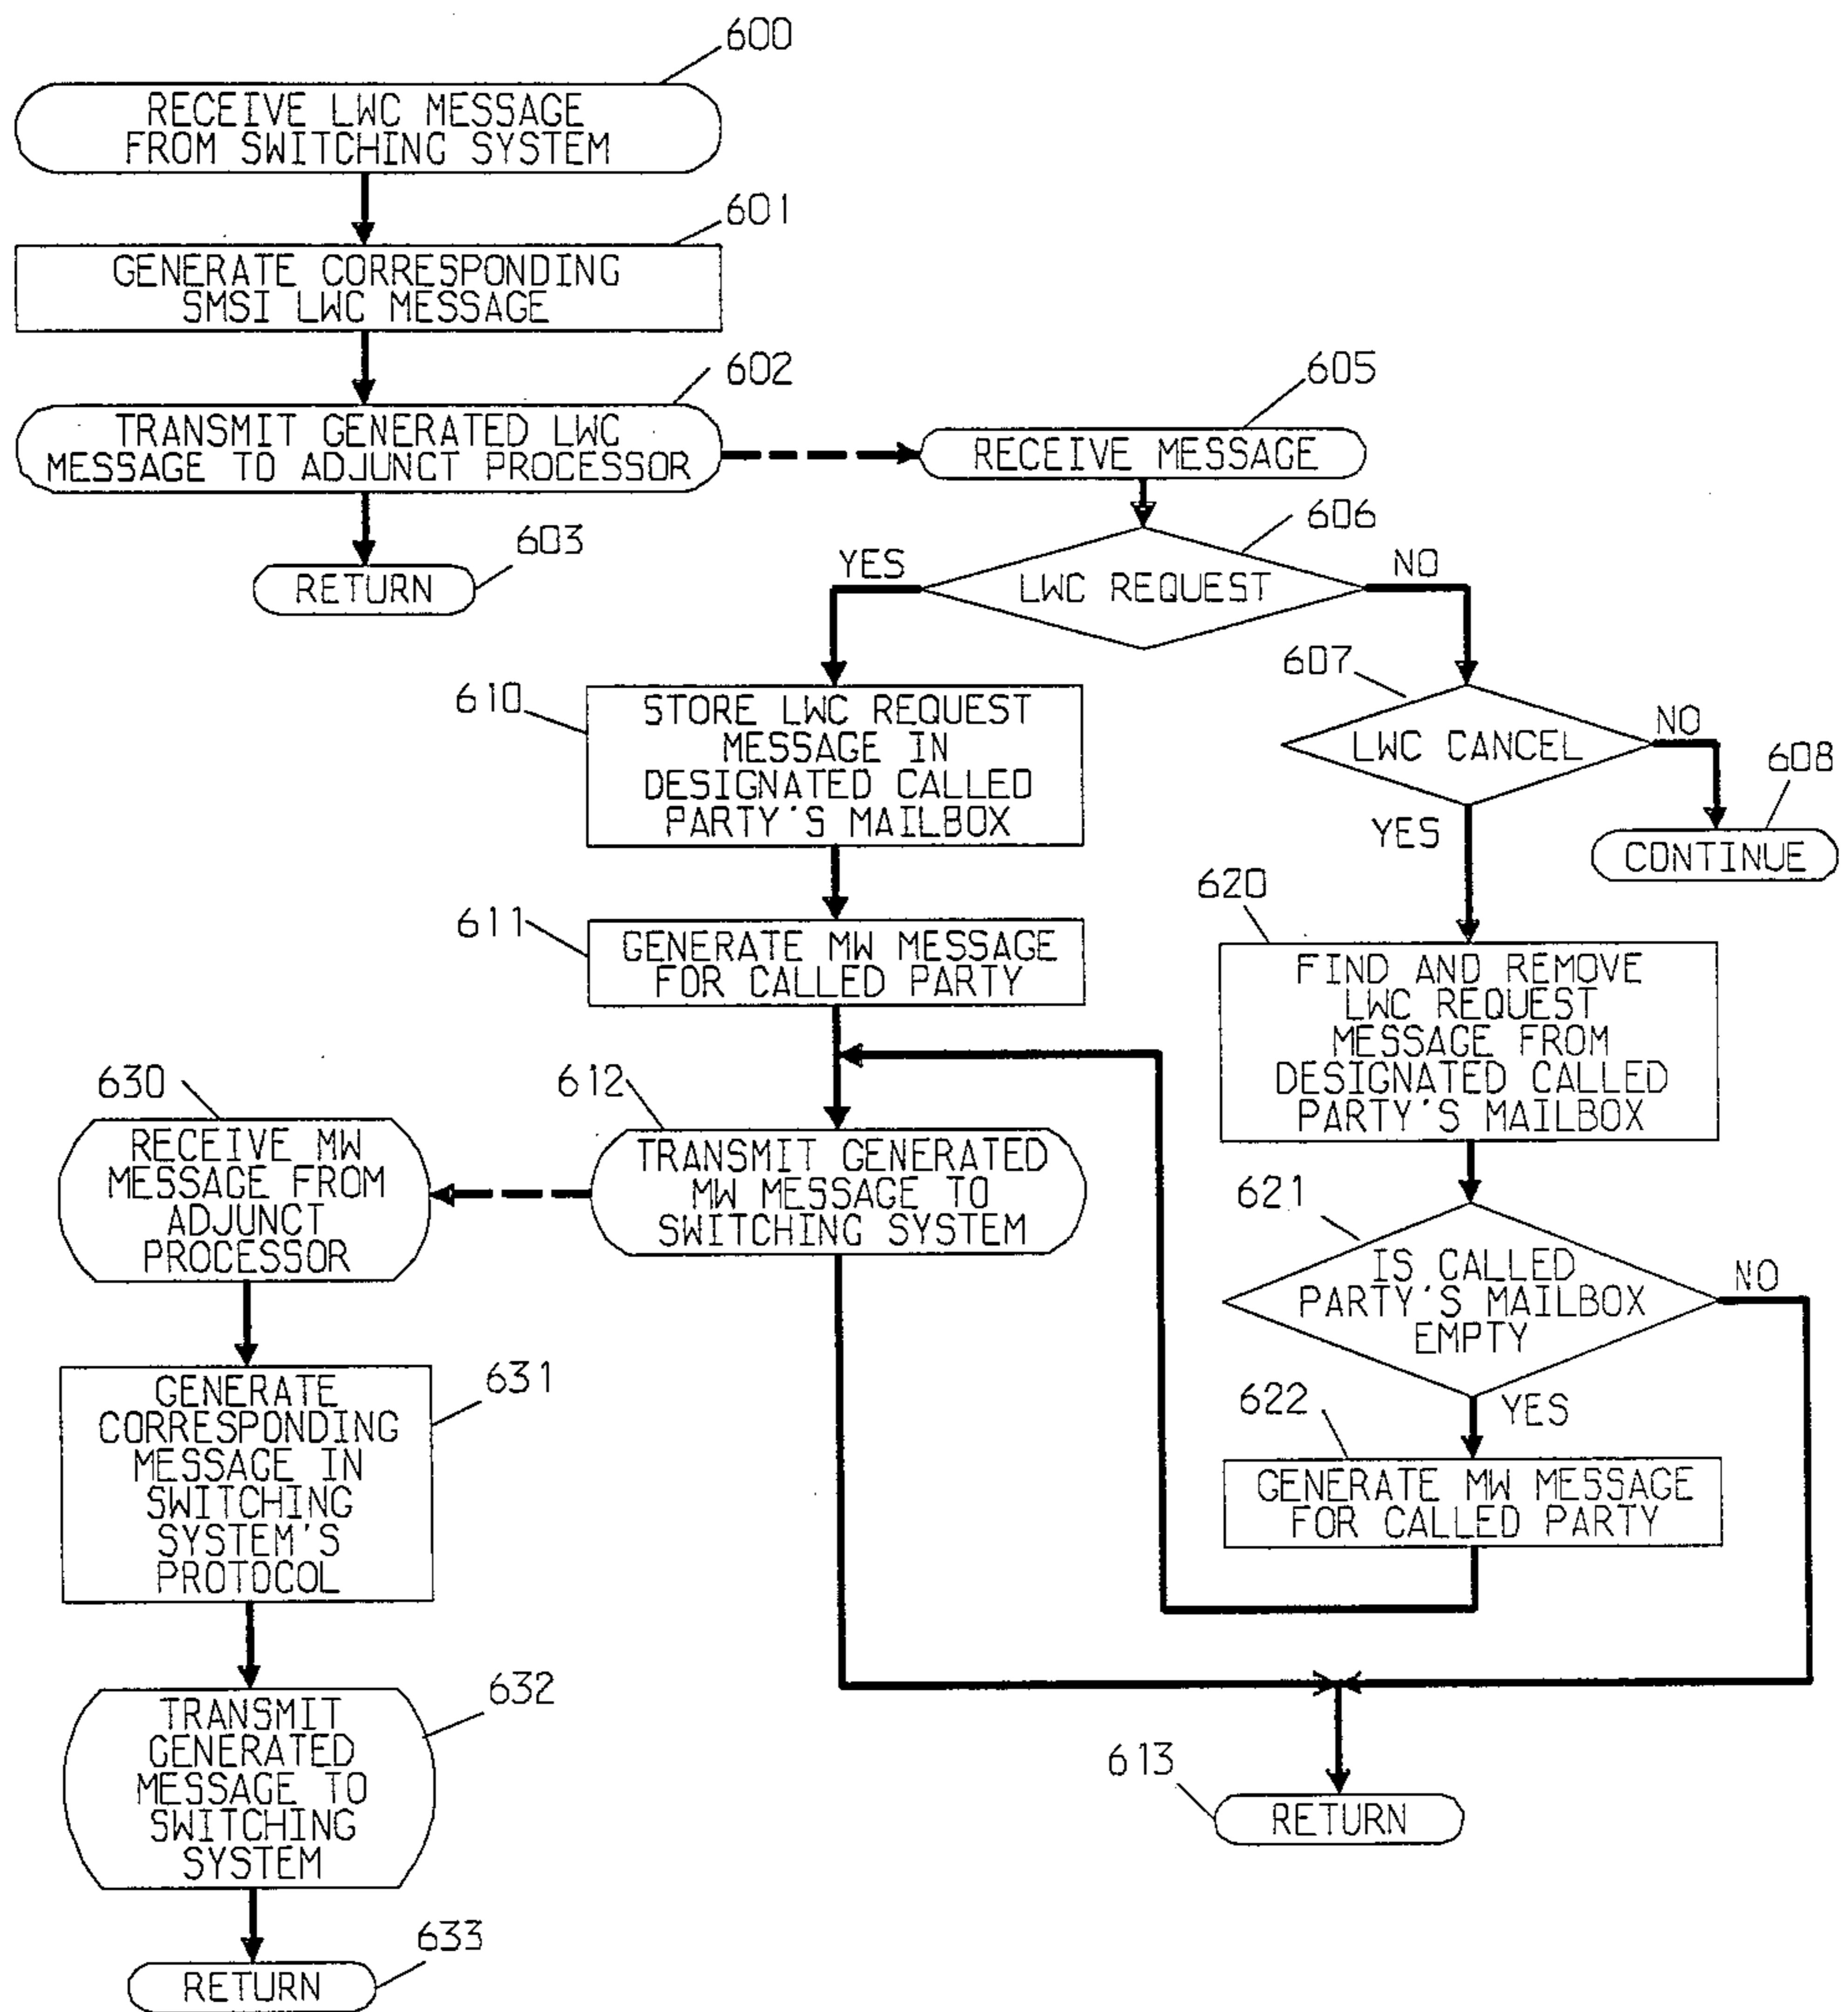 600
RECEIVE LWC MESSAGE
FROM SWITCHING SYSTEM
601
GENERATE CORRESPONDING
SMSI LWC MESSAGE
602
TRANSMIT GENERATED LWC
MESSAGE TO ADJUNCT PROCESSOR
603
RETURN
605
RECEIVE MESSAGE
606
LWC REQUEST
YES
NO
607
LWC CANCEL
NO
YES
608
CONTINUE
610
STORE LWC REQUEST
MESSAGE IN
DESIGNATED CALLED
PARTY'S MAILBOX
611
GENERATE MW MESSAGE
FOR CALLED PARTY
612
TRANSMIT GENERATED
MW MESSAGE TO
SWITCHING SYSTEM
620
FIND AND REMOVE
LWC REQUEST
MESSAGE FROM
DESIGNATED CALLED
PARTY'S MAILBOX
621
IS CALLED
PARTY'S MAILBOX
EMPTY
NO
YES
622
GENERATE MW MESSAGE
FOR CALLED PARTY
613
RETURN
630
RECEIVE MW
MESSAGE FROM
ADJUNCT
PROCESSOR
631
GENERATE
CORRESPONDING
MESSAGE IN
SWITCHING
SYSTEM'S
PROTOCOL
632
TRANSMIT
GENERATED
MESSAGE TO
SWITCHING
SYSTEM
633
RETURN